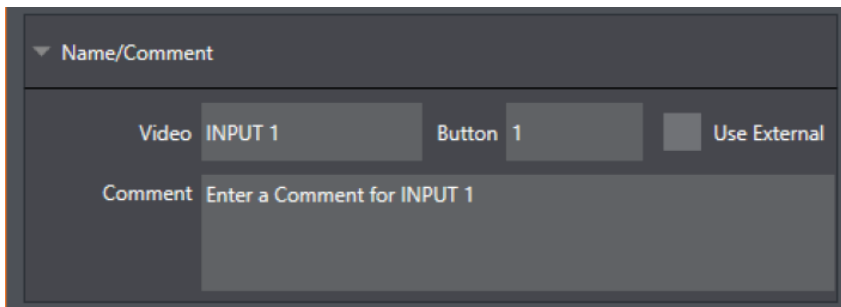 Name/Comment
Video INPUT 1 Button 1 Use External
Comment Enter a Comment for INPUT 1